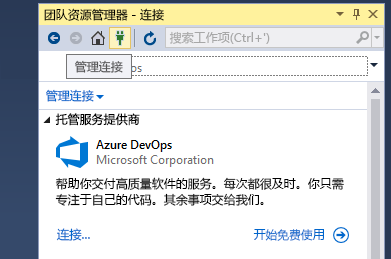 团队资源管理器 - 连接
搜索工作项(Ctrl+')
管理连接
ps
管理连接
托管服务提供商
Azure DevOps
Microsoft Corporation
帮助你交付高质量软件的服务。每次都很及时。你只需
专注于自己的代码。其余事项交给我们。
连接...
开始免费使用